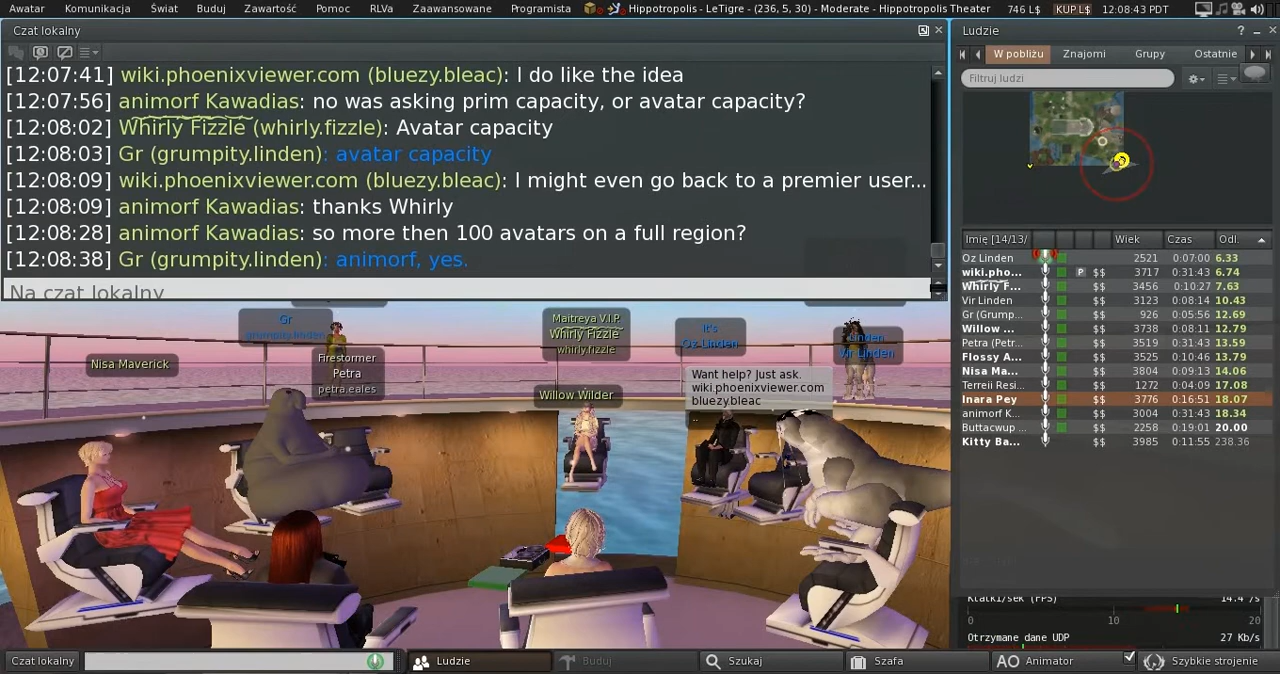 Awatar Komunikacja Świat Buduj Zawartość Pomoc RLVa Zaawansowane Programista Hippotropolis - LeTigre - (236, 5, 30) - Moderate - Hippotropolis Theater 746 L$ KUP L$ 12:08:43 PDT
Czat lokalny
[12:07:41] wiki.phoenixviewer.com (bluezy.bleac): I do like the idea
[12:07:56] animorf Kawadias: no was asking prim capacity, or avatar capacity?
[12:08:02] Whirly Fizzle (whirly.fizzle): Avatar capacity
[12:08:03] Gr (grumpity.linden): avatar capacity
[12:08:09] wiki.phoenixviewer.com (bluezy.bleac): I might even go back to a premier user...
[12:08:09] animorf Kawadias: thanks Whirly
[12:08:28] animorf Kawadias: so more then 100 avatars on a full region?
[12:08:38] Gr (grumpity.linden): animorf, yes.
Na czat lokalny
Gr
grumpity.linden
Nisa Maverick
Firestormer
Petra
petra.eales
Maitreya V.I.P.
Whirly Fizzle
whirly.fizzle
Willow Wilder
It's
Oz Linden
Linden
Vir Linden
Want help? Just ask.
wiki.phoenixviewer.com
bluezy.bleac
..
Ludzie
W pobliżu Znajomi Grupy Ostatnie
Filtruj ludzi
Imię [14/13/ Wiek Czas Odl.
Oz Linden 2521 0:07:00 6.33
wiki.pho... P $$ 3717 0:31:43 6.74
Whirly F... $$ 3456 0:10:27 7.63
Vir Linden $$ 3123 0:08:14 10.43
Gr (Grump... $$ 926 0:05:56 12.69
Willow ... $$ 3738 0:08:11 12.79
Petra (Petr... $$ 3519 0:31:43 13.59
Flossy A... $$ 3525 0:10:46 13.79
Nisa Ma... $$ 3804 0:09:13 14.06
Terreii Resi... $$ 1272 0:04:09 17.08
Inara Pey $$ 3776 0:16:51 18.07
animorf K... $$ 3004 0:31:43 18.34
Buttacwup ... $$ 2258 0:19:01 20.00
Kitty Ba... $$ 3985 0:11:55 238.36
Klatki/sek (FPS) 14.4 /s
0 10 20
Otrzymane dane UDP 27 Kb/s
Czat lokalny Ludzie Buduj Szukaj Szafa AO Animator Szybkie strojenie